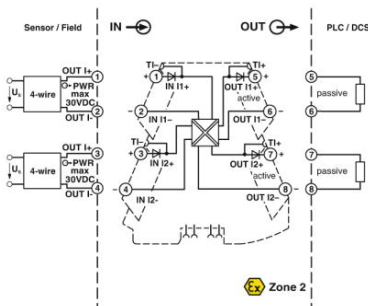 Sensor / Field
IN
OUT
PLC / DCS
OUT I+
1
4-wire
Us
PWR
max
30VDC
OUT I-
2
OUT I+
3
4-wire
Us
PWR
max
30VDC
OUT I-
4
TI−
1
+
IN I1+
2
−
IN I1−
TI−
3
+
IN I2+
4
−
IN I2-
TI+
5
+
OUT I1+
active
6
−
OUT I1−
TI+
7
+
OUT I2+
active
8
−
OUT I2−
5
passive
6
7
passive
8
Ex Zone 2